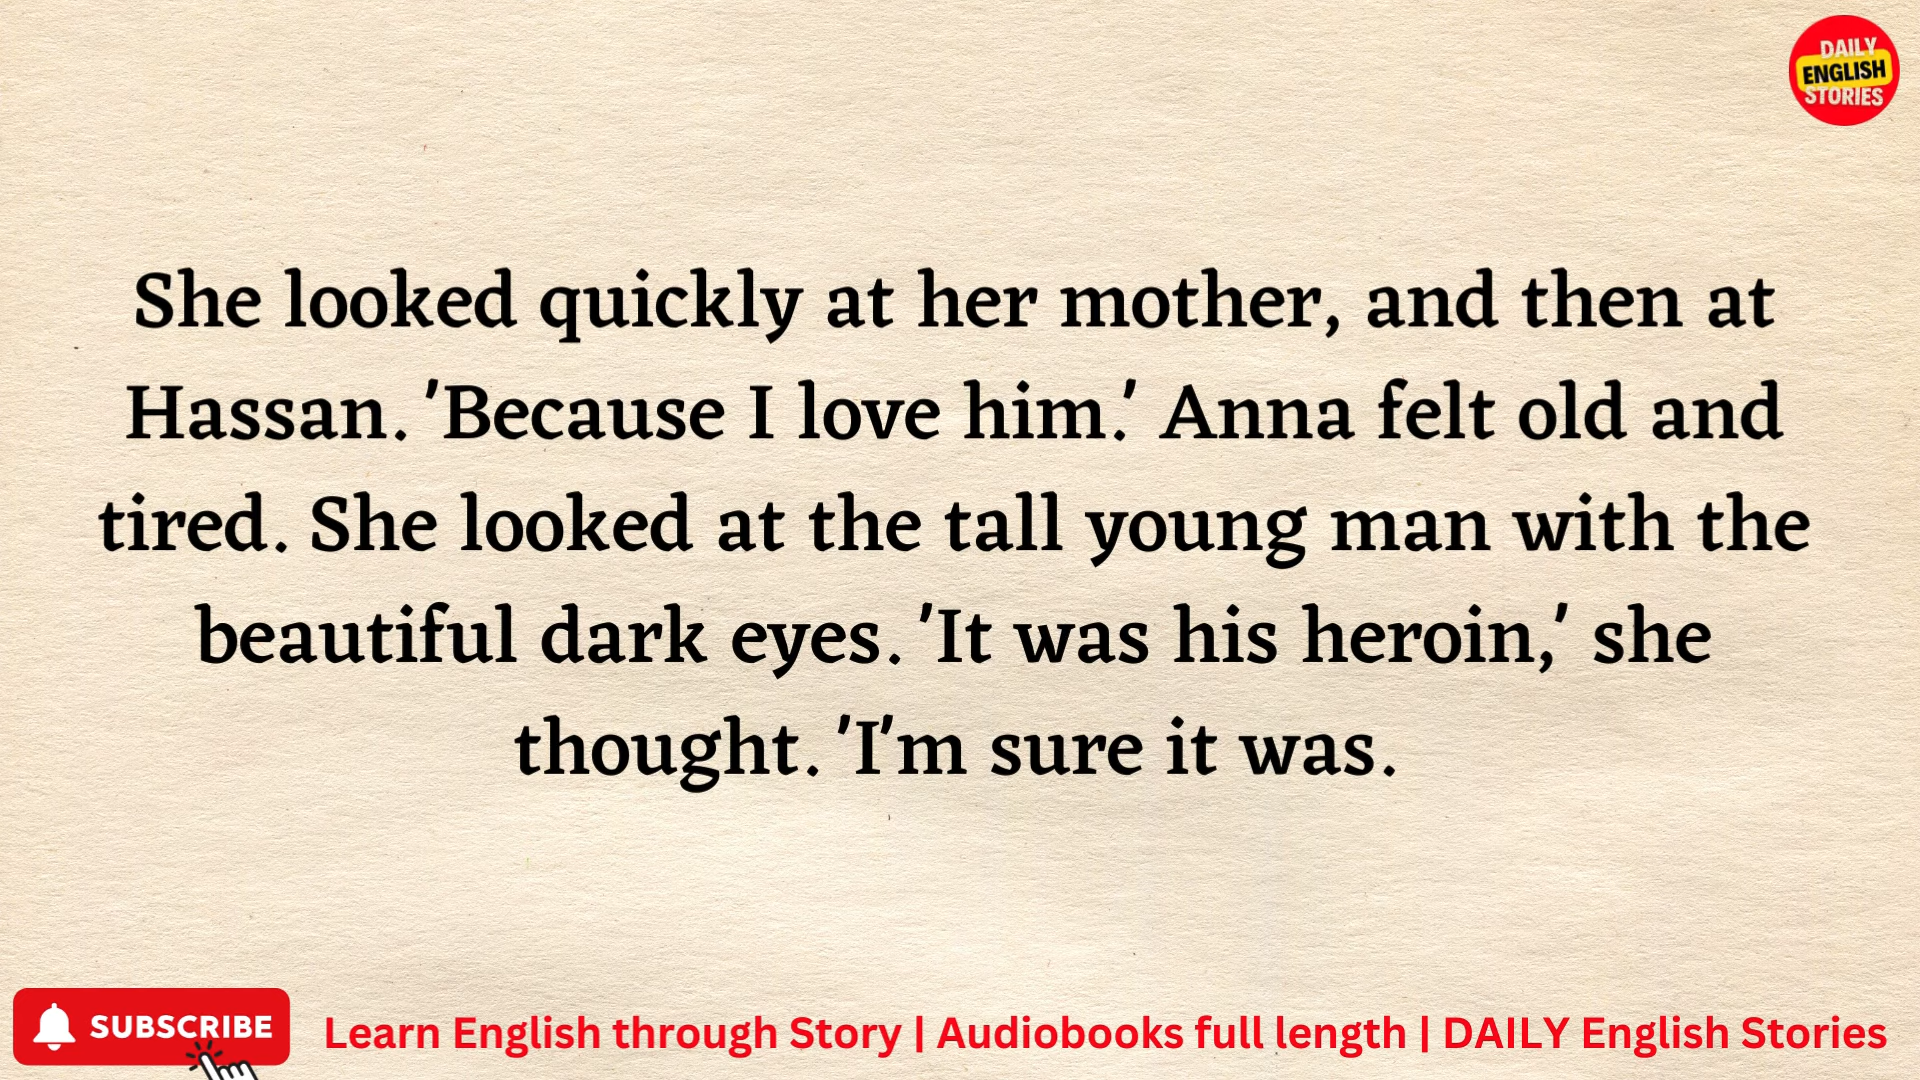 DAILY
ENGLISH
STORIES
She looked quickly at her mother, and then at
Hassan. 'Because I love him.' Anna felt old and
tired. She looked at the tall young man with the
beautiful dark eyes. 'It was his heroin,' she
thought. 'I'm sure it was.
SUBSCRIBE
Learn English through Story | Audiobooks full length | DAILY English Stories